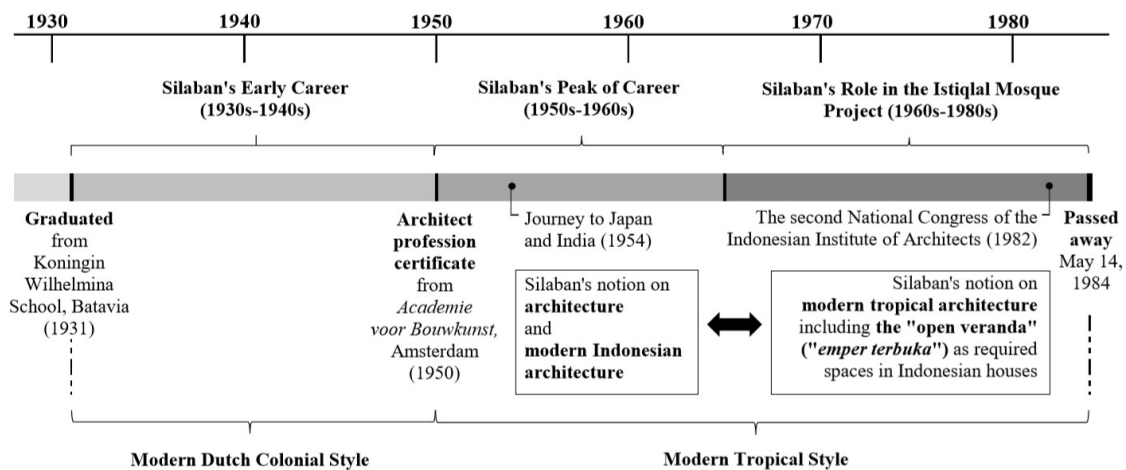 1930 1940 1950 1960 1970 1980
Silaban's Early Career
(1930s-1940s)
Silaban's Peak of Career
(1950s-1960s)
Silaban's Role in the Istiqlal Mosque
Project (1960s-1980s)
Graduated
from
Koningin
Wilhelmina
School, Batavia
(1931)
Architect
profession
certificate
from Academie
voor Bouwkunst,
Amsterdam
(1950)
Journey to Japan
and India (1954)
The second National Congress of the
Indonesian Institute of Architects (1982)
Passed
away
May 14,
1984
Silaban's notion on
architecture
and
modern Indonesian
architecture
Silaban's notion on
modern tropical architecture
including the "open veranda"
("emper terbuka") as required
spaces in Indonesian houses
Modern Dutch Colonial Style
Modern Tropical Style